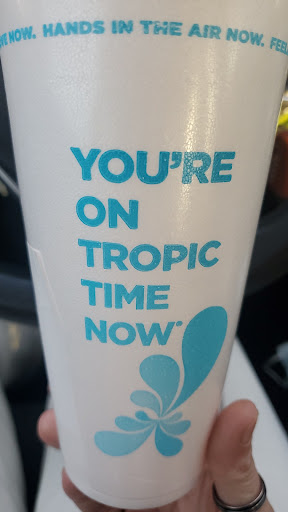 NOW. HANDS IN THE AIR NOW. FEEL
YOU'RE
ON
TROPIC
TIME
NOW®